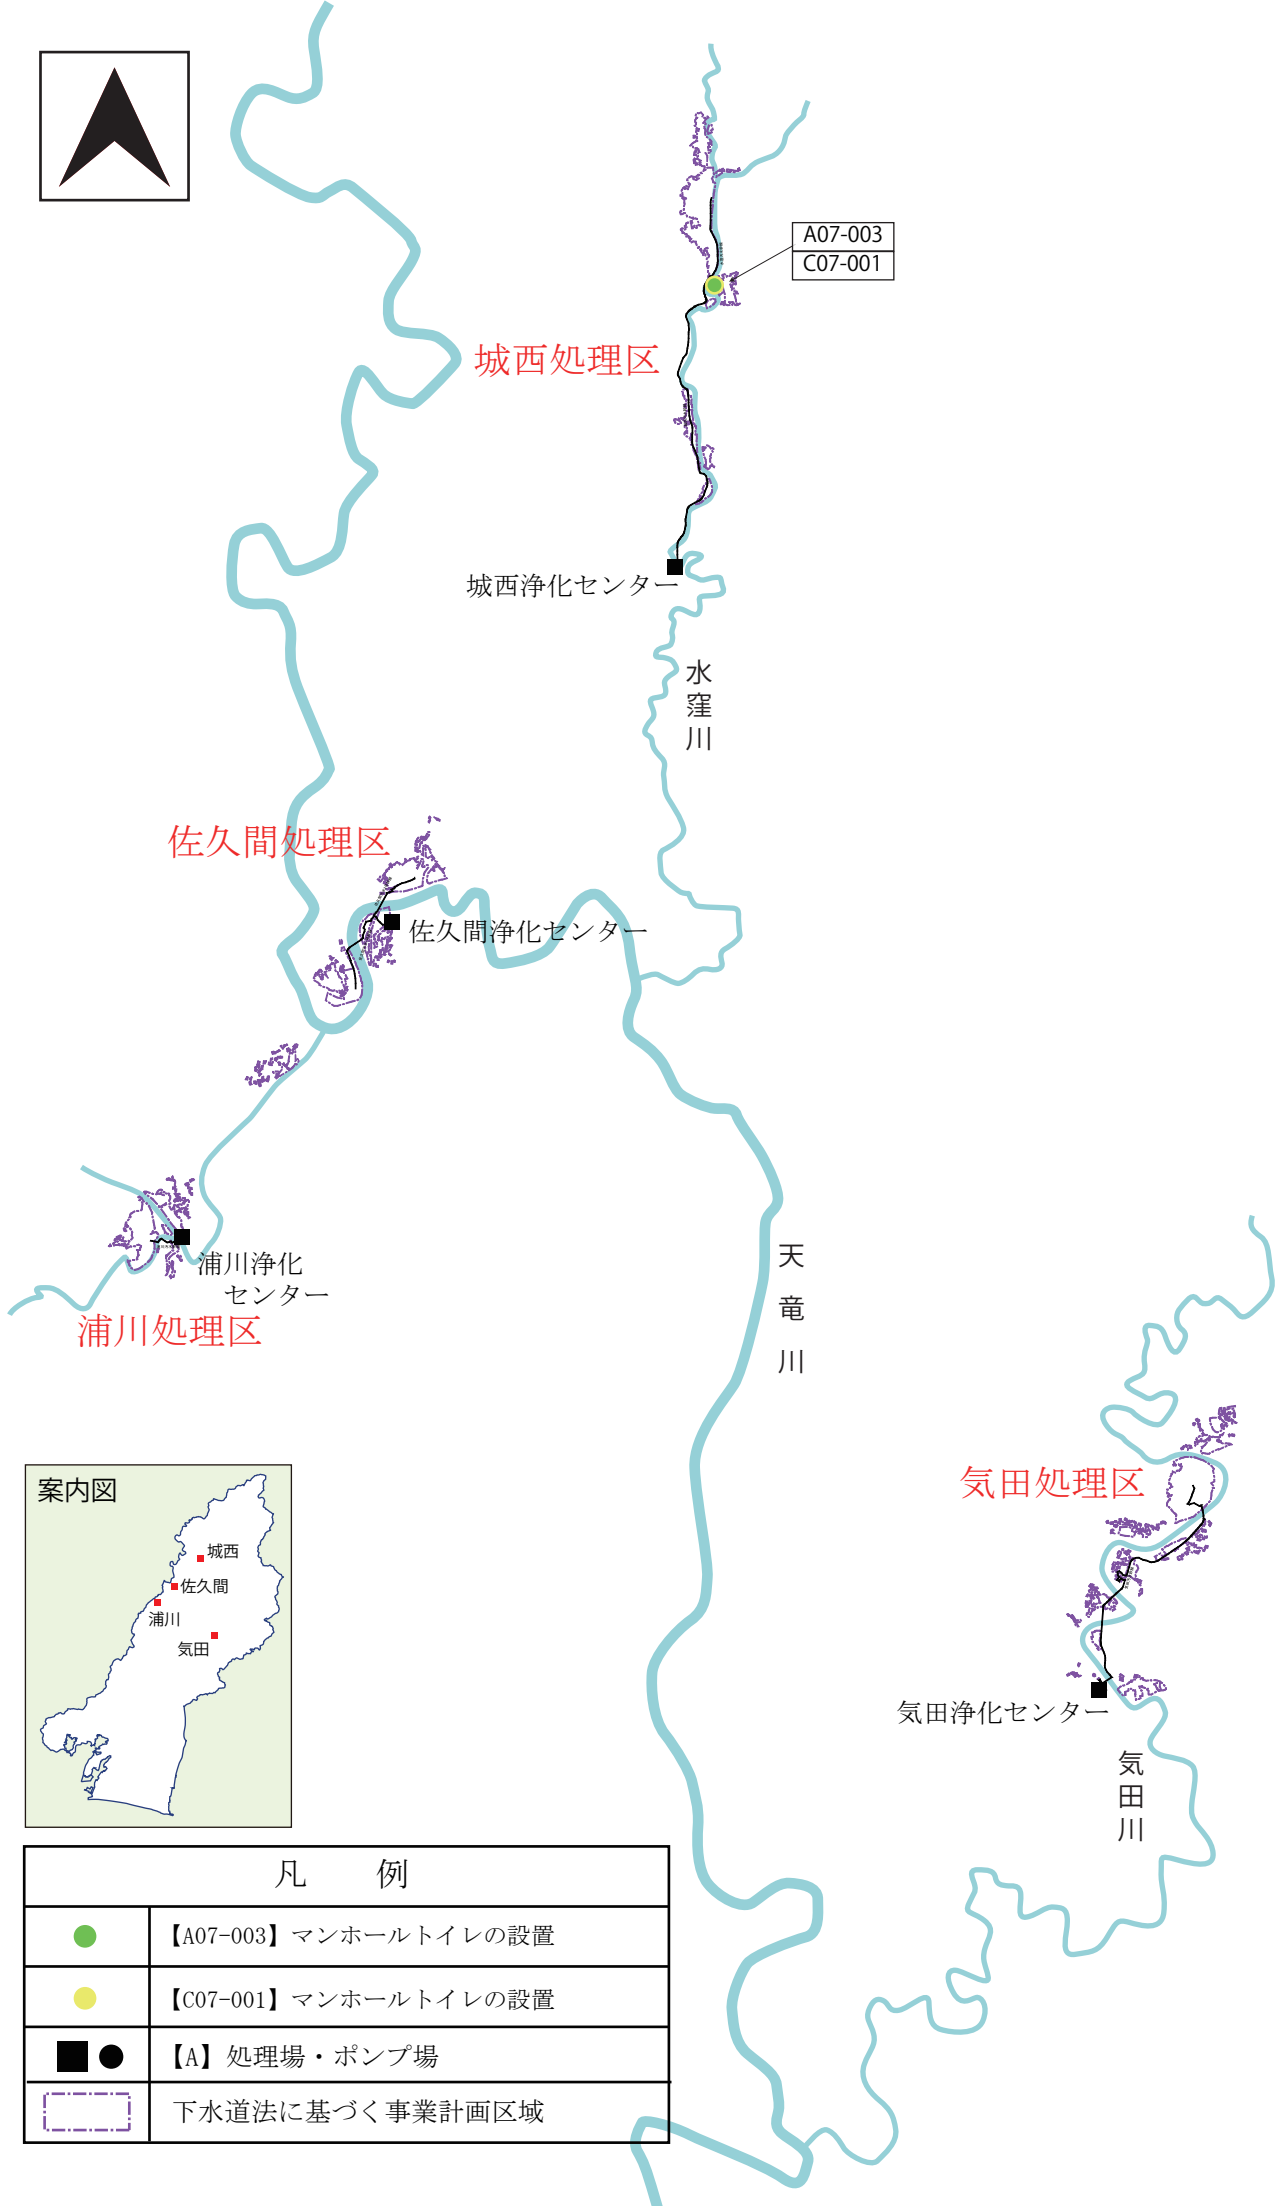 A07-003
C07-001
城西処理区
城西浄化センター
水窪川
佐久間処理区
佐久間浄化センター
浦川浄化
センター
浦川処理区
天竜川
気田処理区
気田浄化センター
気田川
案内図
城西
佐久間
浦川
気田
凡　例
【A07-003】マンホールトイレの設置
【C07-001】マンホールトイレの設置
【A】処理場・ポンプ場
下水道法に基づく事業計画区域